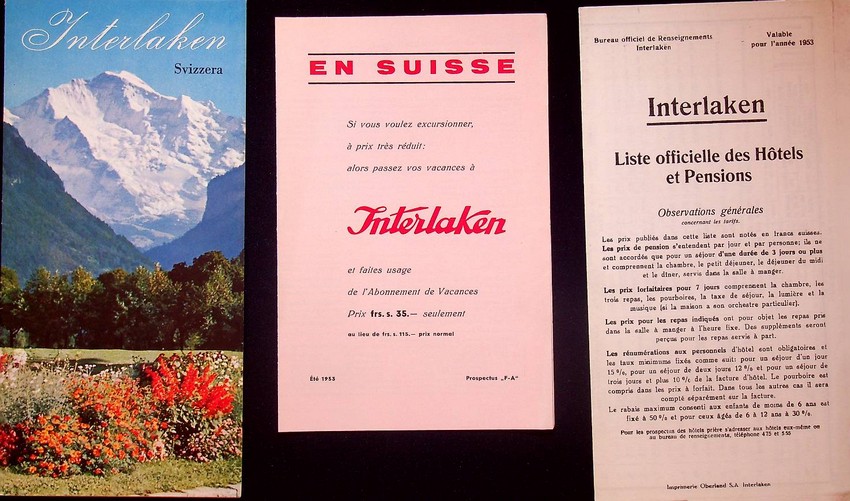 Interlaken
Svizzera
EN SUISSE
Si vous voulez excursionner,
à prix très réduit:
alors passez vos vacances à
Interlaken
et faites usage
de l'Abonnement de Vacances
Prix frs. s. 35.— seulement
au lieu de frs. s. 115.— prix normal
Été 1953
Prospectus „F-A"
Bureau officiel de Renseignements
Interlaken
Valable
pour l'année 1953
Interlaken
Liste officielle des Hôtels
et Pensions
Observations générales
concernant les tarifs.
Les prix publiés dans cette liste sont notés en francs suisses.
Les prix de pension s'entendent par jour et par personne; ils ne
sont accordés que pour un séjour d'une durée de 3 jours ou plus
et comprennent la chambre, le petit déjeuner, le déjeuner du midi
et le dîner, servis dans la salle à manger.
Les prix forfaitaires pour 7 jours comprennent la chambre, les
trois repas, les pourboires, la taxe de séjour, la lumière et la
musique (si la maison a son orchestre particulier).
Les prix pour les repas indiqués ont pour objet les repas pris
dans la salle à manger à l'heure fixe. Des suppléments seront
perçus pour les repas servis à part.
Les rénumérations aux personnels d'hôtel sont obligatoires et
les taux minimums fixés comme suit: pour un séjour d'un jour
15 %, pour un séjour de deux jours 12 % et pour un séjour de
trois jours et plus 10 % de la facture d'hôtel. Le pourboire est
compris dans les prix à forfait. Dans tous les autres cas il sera
compté séparément sur la facture.
Le rabais maximum consenti aux enfants de moins de 6 ans est
fixé à 50 % et pour ceux âgés de 6 à 12 ans à 30 %.
Pour les prospectus des hôtels prière s'adresser aux hôtels eux-même ou
au bureau de renseignements, téléphone 475 et 555
Imprimerie Oberland S.A. Interlaken